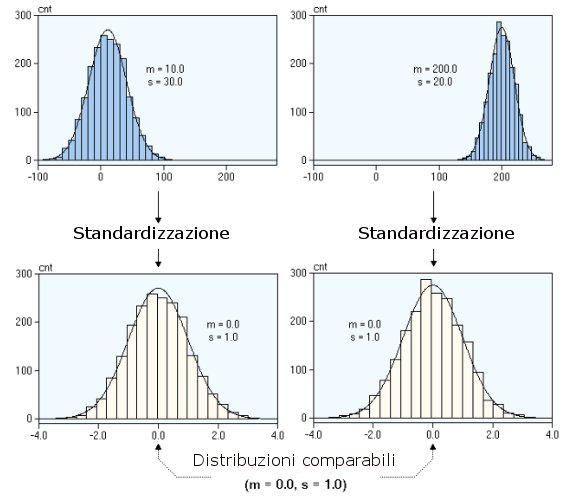 cnt
300
200
100
0
m = 10.0
s = 30.0
-100 0 100 200
cnt
300
200
100
0
m = 200.0
s = 20.0
-100 0 100 200
Standardizzazione
Standardizzazione
cnt
300
200
100
0
m = 0.0
s = 1.0
-4.0 -2.0 0.0 2.0 4.0
cnt
300
200
100
0
m = 0.0
s = 1.0
-4.0 -2.0 0.0 2.0 4.0
Distribuzioni comparabili
(m = 0.0, s = 1.0)